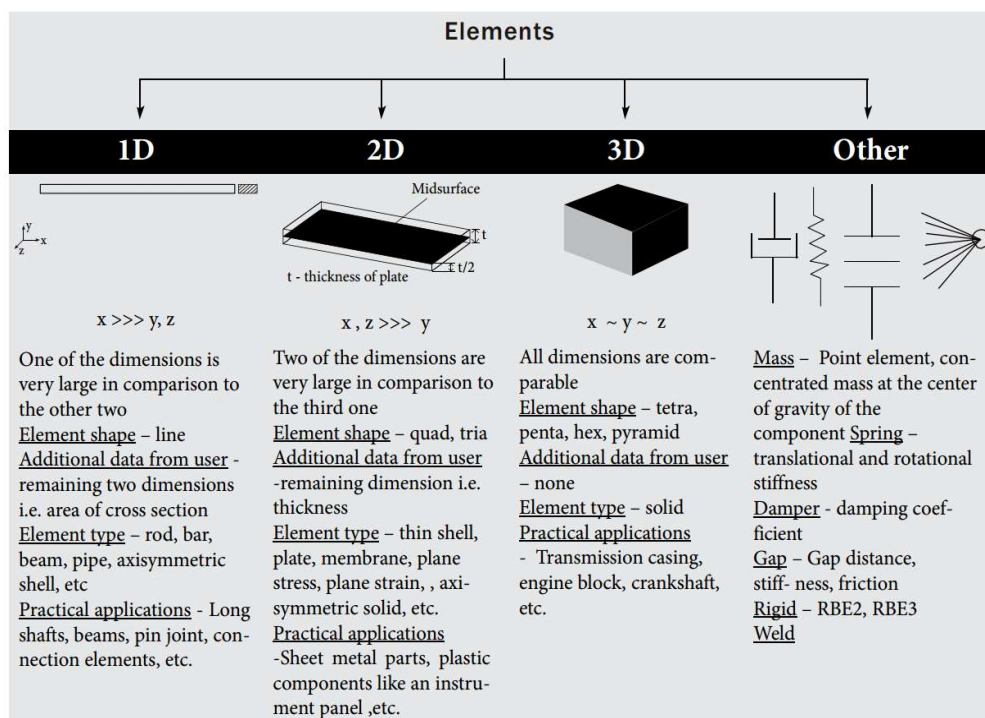 Elements
1D
2D
3D
Other
y
x
z
x >>> y, z
One of the dimensions is
very large in comparison to
the other two
Element shape – line
Additional data from user -
remaining two dimensions
i.e. area of cross section
Element type – rod, bar,
beam, pipe, axisymmetric
shell, etc
Practical applications - Long
shafts, beams, pin joint, con-
nection elements, etc.
Midsurface
t
t/2
t - thickness of plate
x , z >>> y
Two of the dimensions are
very large in comparison to
the third one
Element shape – quad, tria
Additional data from user
-remaining dimension i.e.
thickness
Element type – thin shell,
plate, membrane, plane
stress, plane strain, , axi-
symmetric solid, etc.
Practical applications
-Sheet metal parts, plastic
components like an instru-
ment panel ,etc.
x ~ y ~ z
All dimensions are com-
parable
Element shape – tetra,
penta, hex, pyramid
Additional data from user
– none
Element type – solid
Practical applications
- Transmission casing,
engine block, crankshaft,
etc.
Mass – Point element, con-
centrated mass at the center
of gravity of the
component Spring –
translational and rotational
stiffness
Damper - damping coef-
ficient
Gap – Gap distance,
stiff- ness, friction
Rigid – RBE2, RBE3
Weld